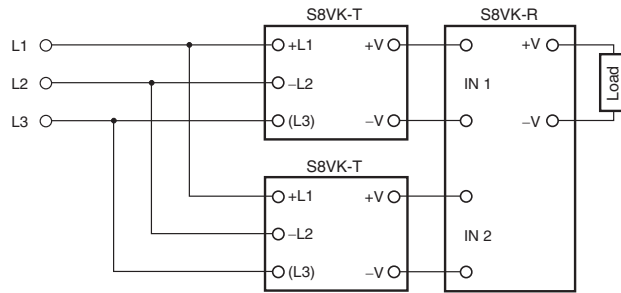 S8VK-T
S8VK-R
L1
+L1
+V
+V
L2
–L2
IN 1
Load
L3
(L3)
–V
–V
S8VK-T
+L1
+V
–L2
IN 2
(L3)
–V